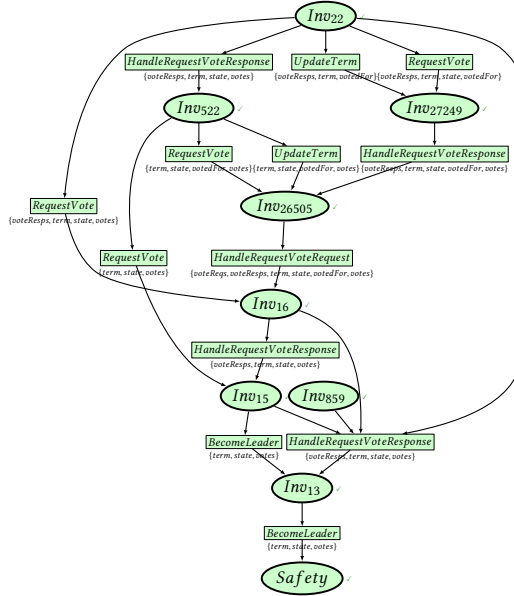 Inv22 ✓
HandleRequestVoteResponse UpdateTerm RequestVote
{voteResps, term, state, votes} {voteResps, term, votedFor} {voteResps, term, state, votedFor}
Inv522 ✓ Inv27249 ✓
RequestVote UpdateTerm HandleRequestVoteResponse
{term, state, votedFor, votes} {term, state, votedFor, votes} {voteResps, term, state, votedFor, votes}
RequestVote
{voteResps, term, state, votes}
Inv26505 ✓
RequestVote HandleRequestVoteRequest
{term, state, votes} {voteReqs, voteResps, term, state, votedFor, votes}
Inv16 ✓
HandleRequestVoteResponse
{voteResps, term, state, votes}
Inv15 Inv859 ✓
BecomeLeader HandleRequestVoteResponse
{term, state, votes} {voteResps, term, state, votes}
Inv13 ✓
BecomeLeader
{term, state, votes}
Safety ✓